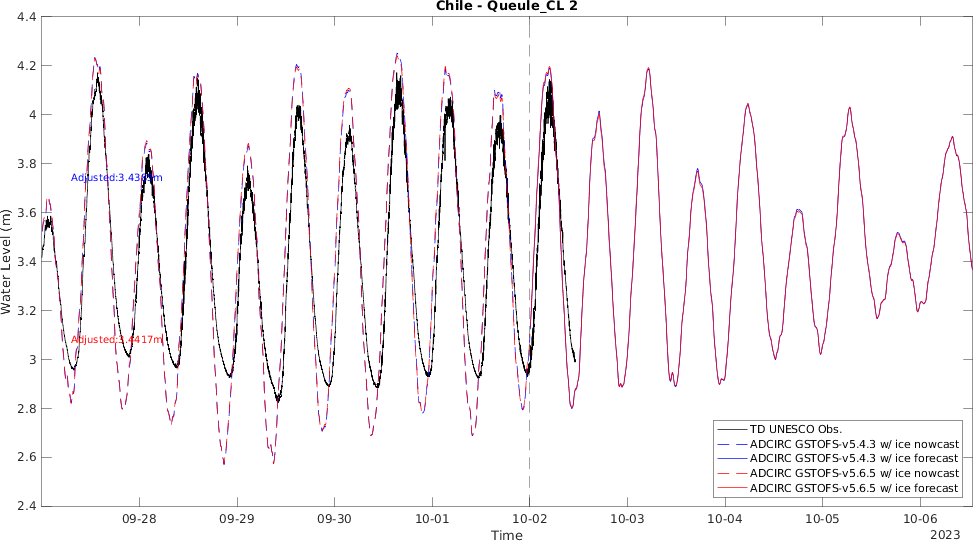 Chile - Queule_CL 2
4.4
4.2
4
3.8
3.6
3.4
3.2
3
2.8
2.6
2.4
Water Level (m)
Adjusted:3.4417m
09-28
09-29
09-30
10-01
10-02
10-03
10-04
10-05
10-06
Time
2023
TD UNESCO Obs.
ADCIRC GSTOFS-v5.4.3 w/ ice nowcast
ADCIRC GSTOFS-v5.4.3 w/ ice forecast
ADCIRC GSTOFS-v5.6.5 w/ ice nowcast
ADCIRC GSTOFS-v5.6.5 w/ ice forecast